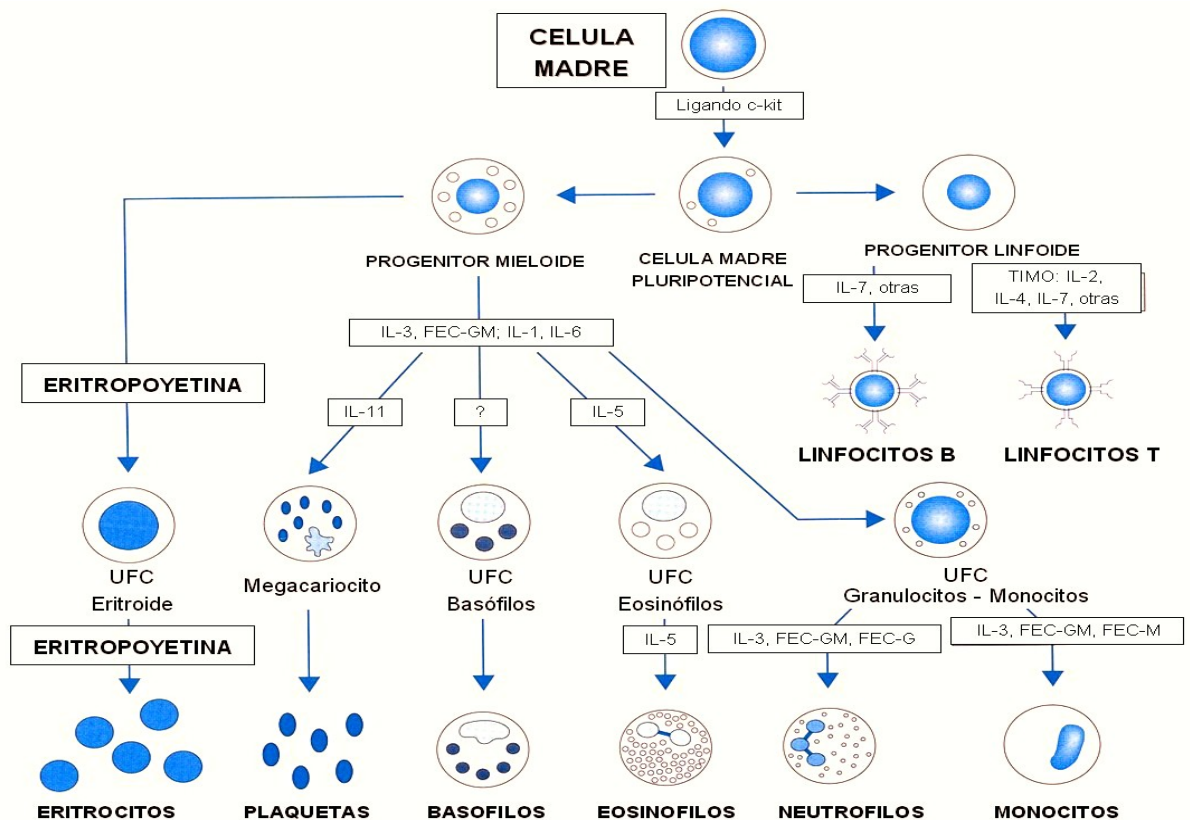 CELULA
MADRE
Ligando c-kit
PROGENITOR MIELOIDE
CELULA MADRE
PLURIPOTENCIAL
PROGENITOR LINFOIDE
IL-7, otras
TIMO: IL-2,
IL-4, IL-7, otras
IL-3, FEC-GM; IL-1, IL-6
ERITROPOYETINA
IL-11
?
IL-5
LINFOCITOS B
LINFOCITOS T
UFC
Eritroide
Megacariocito
UFC
Basófilos
UFC
Eosinófilos
UFC
Granulocitos - Monocitos
ERITROPOYETINA
IL-5
IL-3, FEC-GM, FEC-G
IL-3, FEC-GM, FEC-M
ERITROCITOS
PLAQUETAS
BASOFILOS
EOSINOFILOS
NEUTROFILOS
MONOCITOS